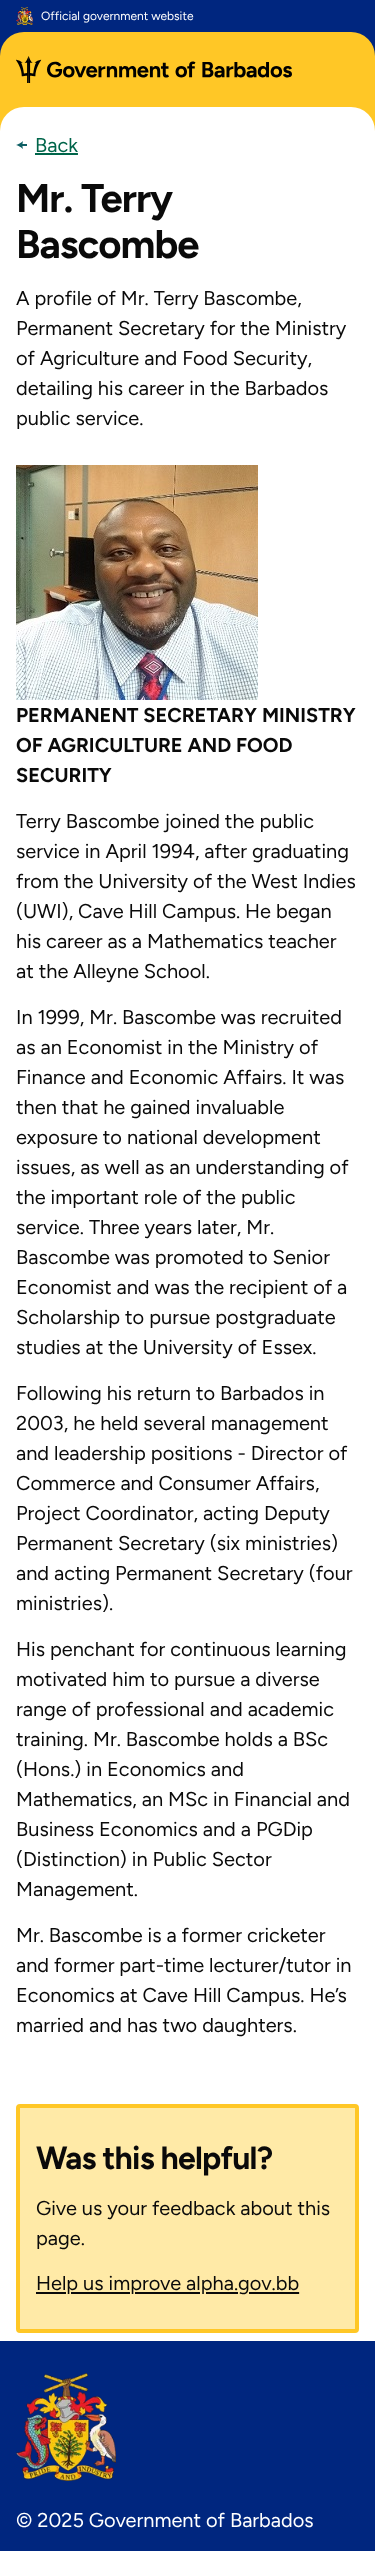 Official government website
Government of Barbados
Back
Mr. Terry
Bascombe
A profile of Mr. Terry Bascombe,
Permanent Secretary for the Ministry
of Agriculture and Food Security,
detailing his career in the Barbados
public service.
PERMANENT SECRETARY MINISTRY
OF AGRICULTURE AND FOOD
SECURITY
Terry Bascombe joined the public
service in April 1994, after graduating
from the University of the West Indies
(UWI), Cave Hill Campus. He began
his career as a Mathematics teacher
at the Alleyne School.
In 1999, Mr. Bascombe was recruited
as an Economist in the Ministry of
Finance and Economic Affairs. It was
then that he gained invaluable
exposure to national development
issues, as well as an understanding of
the important role of the public
service. Three years later, Mr.
Bascombe was promoted to Senior
Economist and was the recipient of a
Scholarship to pursue postgraduate
studies at the University of Essex.
Following his return to Barbados in
2003, he held several management
and leadership positions - Director of
Commerce and Consumer Affairs,
Project Coordinator, acting Deputy
Permanent Secretary (six ministries)
and acting Permanent Secretary (four
ministries).
His penchant for continuous learning
motivated him to pursue a diverse
range of professional and academic
training. Mr. Bascombe holds a BSc
(Hons.) in Economics and
Mathematics, an MSc in Financial and
Business Economics and a PGDip
(Distinction) in Public Sector
Management.
Mr. Bascombe is a former cricketer
and former part-time lecturer/tutor in
Economics at Cave Hill Campus. He’s
married and has two daughters.
Was this helpful?
Give us your feedback about this
page.
Help us improve alpha.gov.bb
PRIDE AND INDUSTRY
© 2025 Government of Barbados